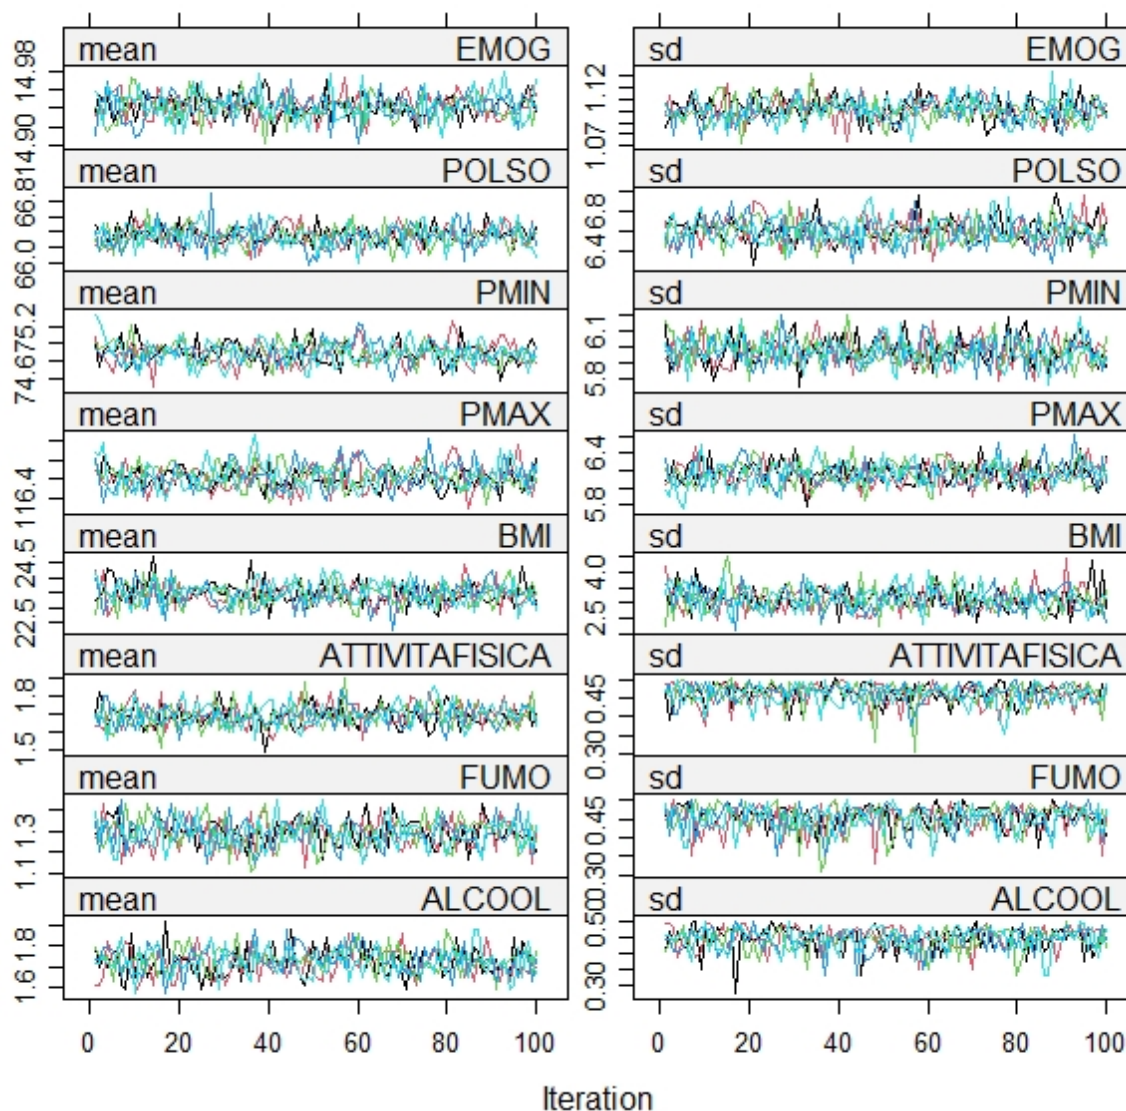 mean EMOG sd EMOG
14.90 14.98 1.07 1.12
mean POLSO sd POLSO
66.0 66.8 6.4 6.8
mean PMIN sd PMIN
74.6 75.2 5.8 6.1
mean PMAX sd PMAX
116.4 5.8 6.4
mean BMI sd BMI
22.5 24.5 2.5 4.0
mean ATTIVITAFISICA sd ATTIVITAFISICA
1.5 1.8 0.30 0.45
mean FUMO sd FUMO
1.1 1.3 0.30 0.45
mean ALCOOL sd ALCOOL
1.6 1.8 0.30 0.50
0 20 40 60 80 100 0 20 40 60 80 100
Iteration